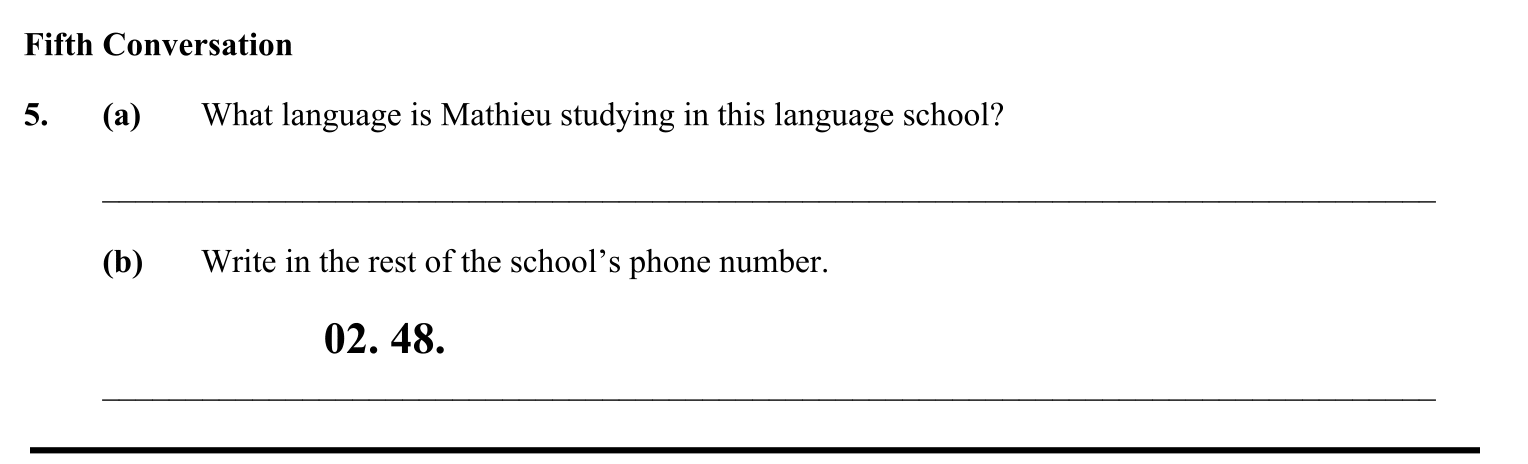 Fifth Conversation
5. (a) What language is Mathieu studying in this language school?
(b) Write in the rest of the school’s phone number.
02. 48.